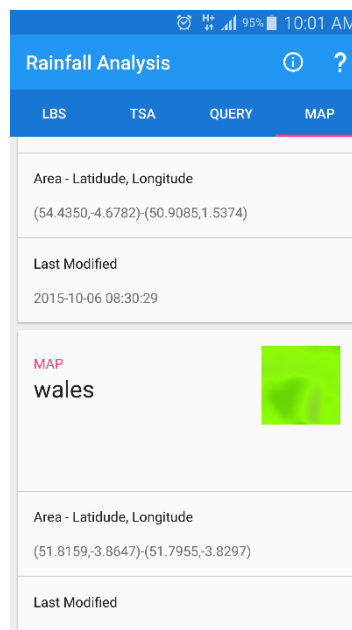 H+ 95% 10:01 AM
Rainfall Analysis ?
LBS TSA QUERY MAP
Area - Latidude, Longitude
(54.4350,-4.6782)-(50.9085,1.5374)
Last Modified
2015-10-06 08:30:29
MAP
wales
Area - Latidude, Longitude
(51.8159,-3.8647)-(51.7955,-3.8297)
Last Modified